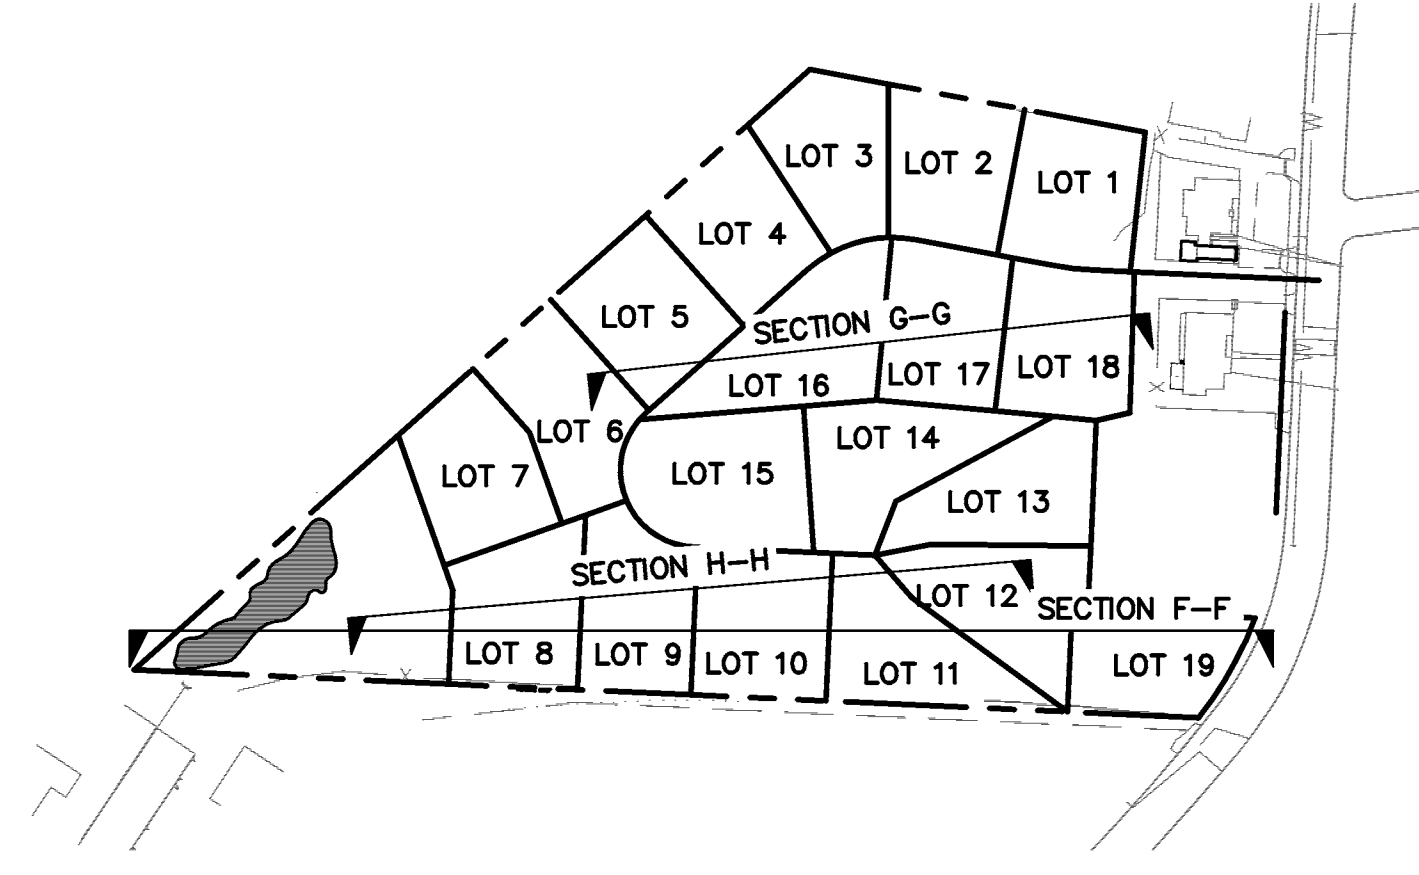 LOT 3
LOT 2
LOT 1
LOT 4
LOT 5
SECTION G-G
LOT 16
LOT 17
LOT 18
LOT 6
LOT 14
LOT 7
LOT 15
LOT 13
SECTION H-H
LOT 12
SECTION F-F
LOT 8
LOT 9
LOT 10
LOT 11
LOT 19